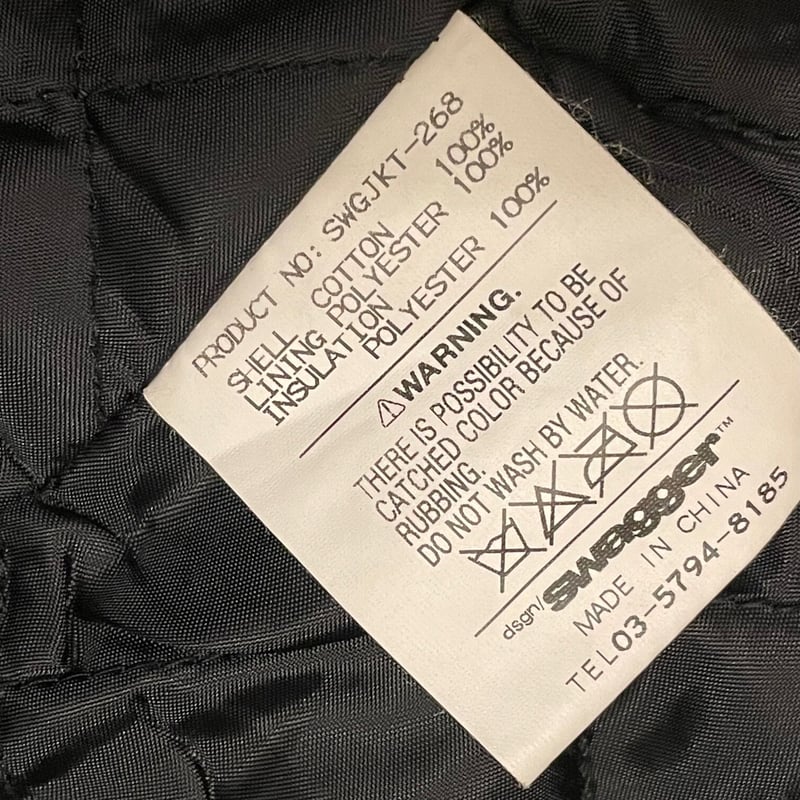 PRODUCT NO: SWGJKT-268
SHELL COTTON 100%
LINING POLYESTER 100%
INSULATION
POLYESTER 100%
⚠WARNING.
THERE IS POSSIBILITY TO BE
CATCHED COLOR BECAUSE OF
RUBBING.
DO NOT WASH BY WATER.
dsgn/swagger™
MADE IN CHINA
TEL03-5794-8185